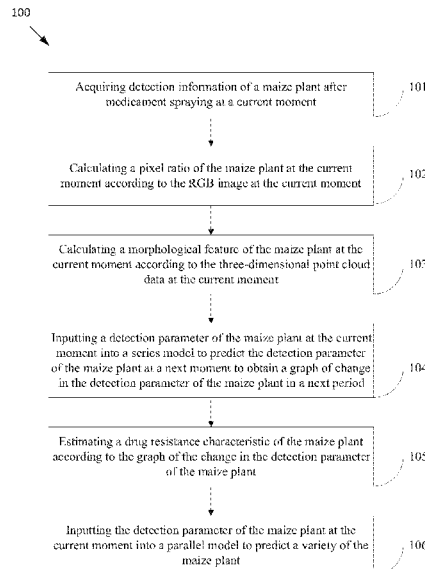 100
Acquiring detection information of a maize plant after
medicament spraying at a current moment
101
Calculating a pixel ratio of the maize plant at the current
moment according to the RGB image at the current moment
102
Calculating a morphological feature of the maize plant at the
current moment according to the three-dimensional point cloud
data at the current moment
103
Inputting a detection parameter of the maize plant at the current
moment into a series model to predict the detection parameter
of the maize plant at a next moment to obtain a graph of change
in the detection parameter of the maize plant in a next period
104
Estimating a drug resistance characteristic of the maize plant
according to the graph of the change in the detection parameter
of the maize plant
105
Inputting the detection parameter of the maize plant at the
current moment into a parallel model to predict a variety of the
maize plant
106